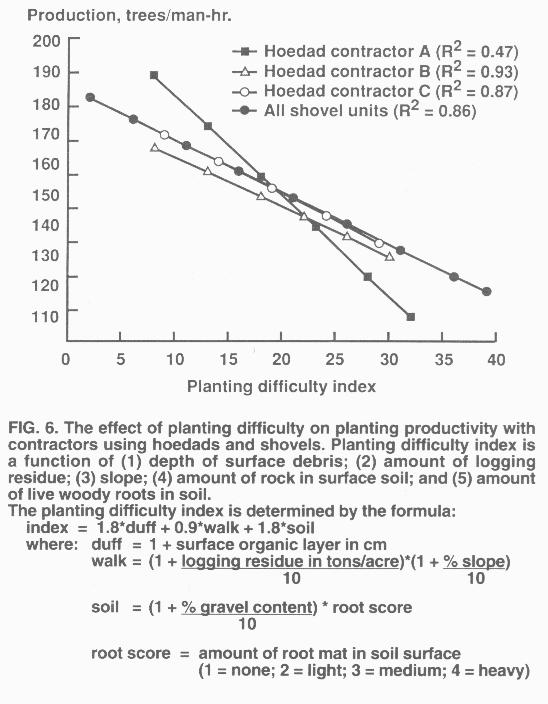 Production, trees/man-hr.
200
190
180
170
160
150
140
130
120
110
Hoedad contractor A (R2 = 0.47)
Hoedad contractor B (R2 = 0.93)
Hoedad contractor C (R2 = 0.87)
All shovel units (R2 = 0.86)
0 5 10 15 20 25 30 35 40
Planting difficulty index
FIG. 6. The effect of planting difficulty on planting productivity with
contractors using hoedads and shovels. Planting difficulty index is
a function of (1) depth of surface debris; (2) amount of logging
residue; (3) slope; (4) amount of rock in surface soil; and (5) amount
of live woody roots in soil.
The planting difficulty index is determined by the formula:
index = 1.8*duff + 0.9*walk + 1.8*soil
where: duff = 1 + surface organic layer in cm
walk = (1 + logging residue in tons/acre)*(1 + % slope)
10 10
soil = (1 + % gravel content) * root score
10
root score = amount of root mat in soil surface
(1 = none; 2 = light; 3 = medium; 4 = heavy)